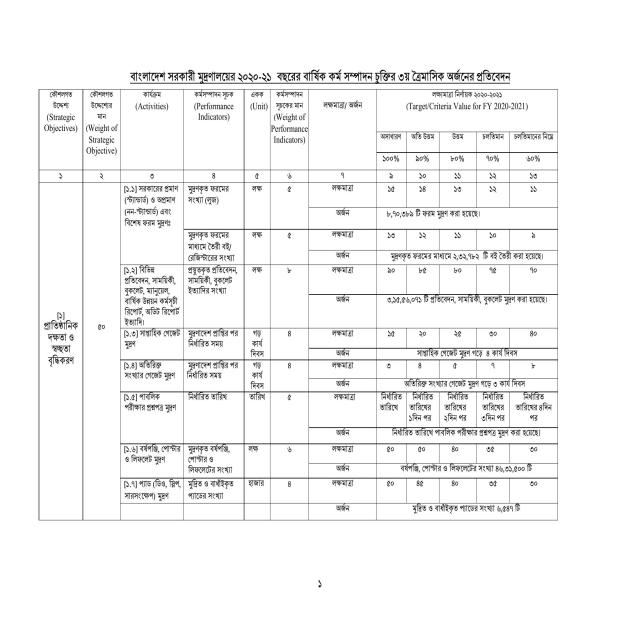 বাংলাদেশ সরকারী মুদ্রণালয়ের ২০২০-২১ বছরের বার্ষিক কর্ম সম্পাদন চুক্তির ৩য় ত্রৈমাসিক অর্জনের প্রতিবেদন
কৌশলগত উদ্দেশ্য (Strategic Objectives)
কৌশলগত উদ্দেশ্যের মান (Weight of Strategic Objective)
কার্যক্রম (Activities)
কর্মসম্পাদন সূচক (Performance Indicators)
একক (Unit)
কর্মসম্পাদন সূচকের মান (Weight of Performance Indicators)
লক্ষমাত্রা/ অর্জন
লক্ষ্যমাত্রা নির্ণায়ক ২০২০-২০২১
(Target/Criteria Value for FY 2020-2021)
অসাধারণ অতি উত্তম উত্তম চলতিমান চলতিমানের নিম্নে
১০০% ৯০% ৮০% ৭০% ৬০%
১ ২ ৩ ৪ ৫ ৬ ৭ ৯ ১০ ১১ ১২ ১৩
[১]
প্রাতিষ্ঠানিক
দক্ষতা ও
স্বচ্ছতা
বৃদ্ধিকরণ
৫০
[১.১] সরকারের প্রমাণ
(স্ট্যান্ডার্ড) ও অপ্রমাণ
(নন-স্ট্যান্ডার্ড) এবং
বিশেষ ফরম মুদ্রণঃ
মুদ্রণকৃত ফরমের
সংখ্যা (লুজ)
লক্ষ ৫ লক্ষমাত্রা ১৫ ১৪ ১৩ ১২ ১১
অর্জন ৮,৭০,৩৮৯ টি ফরম মুদ্রণ করা হয়েছে।
মুদ্রণকৃত ফরমের
মাধ্যমে তৈরী বই/
রেজিস্টারের সংখ্যা
লক্ষ ৫ লক্ষমাত্রা ১৩ ১২ ১১ ১০ ৯
অর্জন মুদ্রণকৃত ফরমের মাধ্যমে ২,৩২,৭৮২ টি বই তৈরী করা হয়েছে।
[১.২] বিভিন্ন
প্রতিবেদন, সাময়িকী,
বুকলেট, ম্যানুয়েল,
বার্ষিক উন্নয়ন কর্মসূচী
রিপোর্ট, অডিট রিপোর্ট
ইত্যাদি।
প্রস্তুতকৃত প্রতিবেদন,
সাময়িকী, বুকলেট
ইত্যাদির সংখ্যা
লক্ষ ৮ লক্ষমাত্রা ৯০ ৮৫ ৮০ ৭৫ ৭০
অর্জন ৩,১৫,৫৬,০৭১ টি প্রতিবেদন, সাময়িকী, বুকলেট মুদ্রণ করা হয়েছে।
[১.৩] সাপ্তাহিক গেজেট
মুদ্রণ
মুদ্রণাদেশ প্রাপ্তির পর
নির্ধারিত সময়
গড়
কার্য
দিবস
৪ লক্ষমাত্রা ১৫ ২০ ২৫ ৩০ ৪০
অর্জন সাপ্তাহিক গেজেট মুদ্রণ গড়ে ৪ কার্য দিবস
[১.৪] অতিরিক্ত
সংখ্যার গেজেট মুদ্রণ
মুদ্রণাদেশ প্রাপ্তির পর
নির্ধারিত সময়
গড়
কার্য
দিবস
৪ লক্ষমাত্রা ৩ ৪ ৫ ৭ ৮
অর্জন অতিরিক্ত সংখ্যার গেজেট মুদ্রণ গড়ে ৩ কার্য দিবস
[১.৫] পাবলিক
পরীক্ষার প্রশ্নপত্র মুদ্রণ
নির্ধারিত তারিখ
তারিখ ৫ লক্ষমাত্রা
নির্ধারিত তারিখে
নির্ধারিত তারিখের ১দিন পর
নির্ধারিত তারিখের ২দিন পর
নির্ধারিত তারিখের ৩দিন পর
নির্ধারিত তারিখের ৪দিন পর
অর্জন নির্ধারিত তারিখে পাবলিক পরীক্ষার প্রশ্নপত্র মুদ্রণ করা হয়েছে।
[১.৬] বর্ষপঞ্জি, পোস্টার
ও লিফলেট মুদ্রণ
মুদ্রণকৃত বর্ষপঞ্জি,
পোস্টার ও
লিফলেটের সংখ্যা
লক্ষ ৬ লক্ষমাত্রা ৫০ ৫০ ৪০ ৩৫ ৩০
অর্জন বর্ষপঞ্জি, পোস্টার ও লিফলেটের সংখ্যা ৪৬,৩১,৫০০ টি
[১.৭] প্যাড (ডিও, স্লিপ,
সারসংক্ষেপ) মুদ্রণ
মুদ্রিত ও বাধাঁইকৃত
প্যাডের সংখ্যা
হাজার ৪ লক্ষমাত্রা ৫০ ৪৫ ৪০ ৩৫ ৩০
অর্জন মুদ্রিত ও বাধাঁইকৃত প্যাডের সংখ্যা ৬,৫৪৭ টি
১